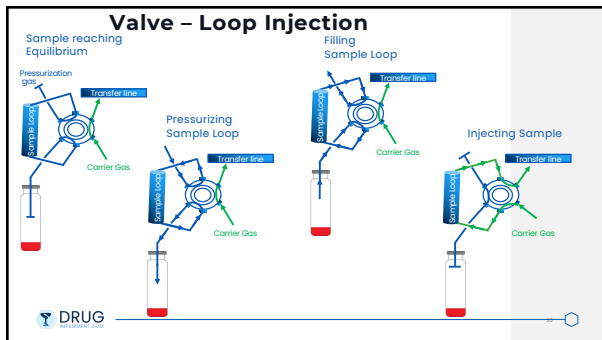 Valve – Loop Injection
Sample reaching
Equilibrium
Pressurization
gas
Transfer line
Sample Loop
Carrier Gas
Pressurizing
Sample Loop
Transfer line
Sample Loop
Carrier Gas
Filling
Sample Loop
Transfer line
Sample Loop
Carrier Gas
Injecting Sample
Transfer line
Sample Loop
Carrier Gas
DRUG
IMPAIRMENT.COM